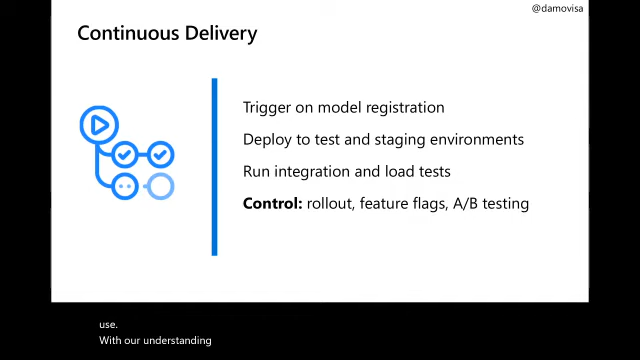 @damovisa
Continuous Delivery
Trigger on model registration
Deploy to test and staging environments
Run integration and load tests
Control: rollout, feature flags, A/B testing
use.
With our understanding